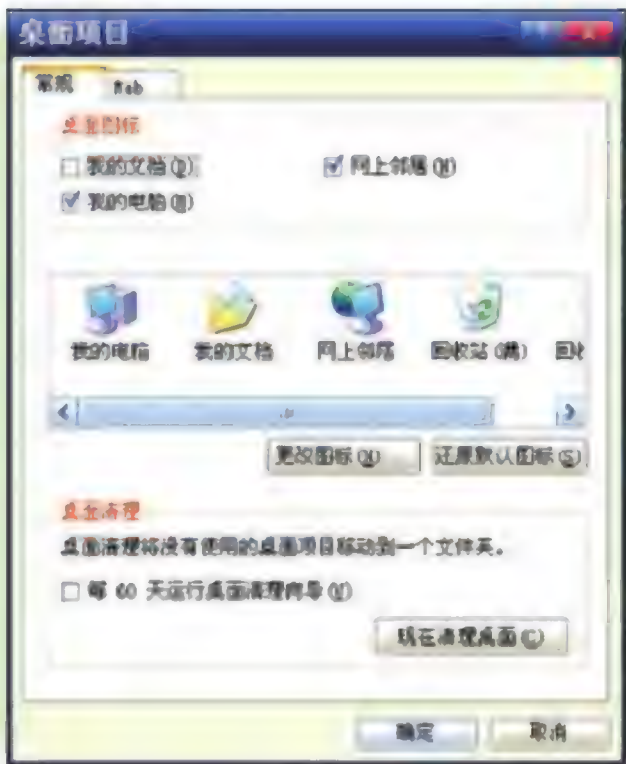 桌面项目
常规 Web
桌面图标
我的文档(D) 网上邻居(N)
我的电脑(M)
我的电脑 我的文档 网上邻居 回收站(满) 回收
更改图标(H) 还原默认图标(S)
桌面清理
桌面清理将没有使用的桌面项目移动到一个文件夹。
每 60 天运行桌面清理向导(V)
现在清理桌面(C)
确定 取消